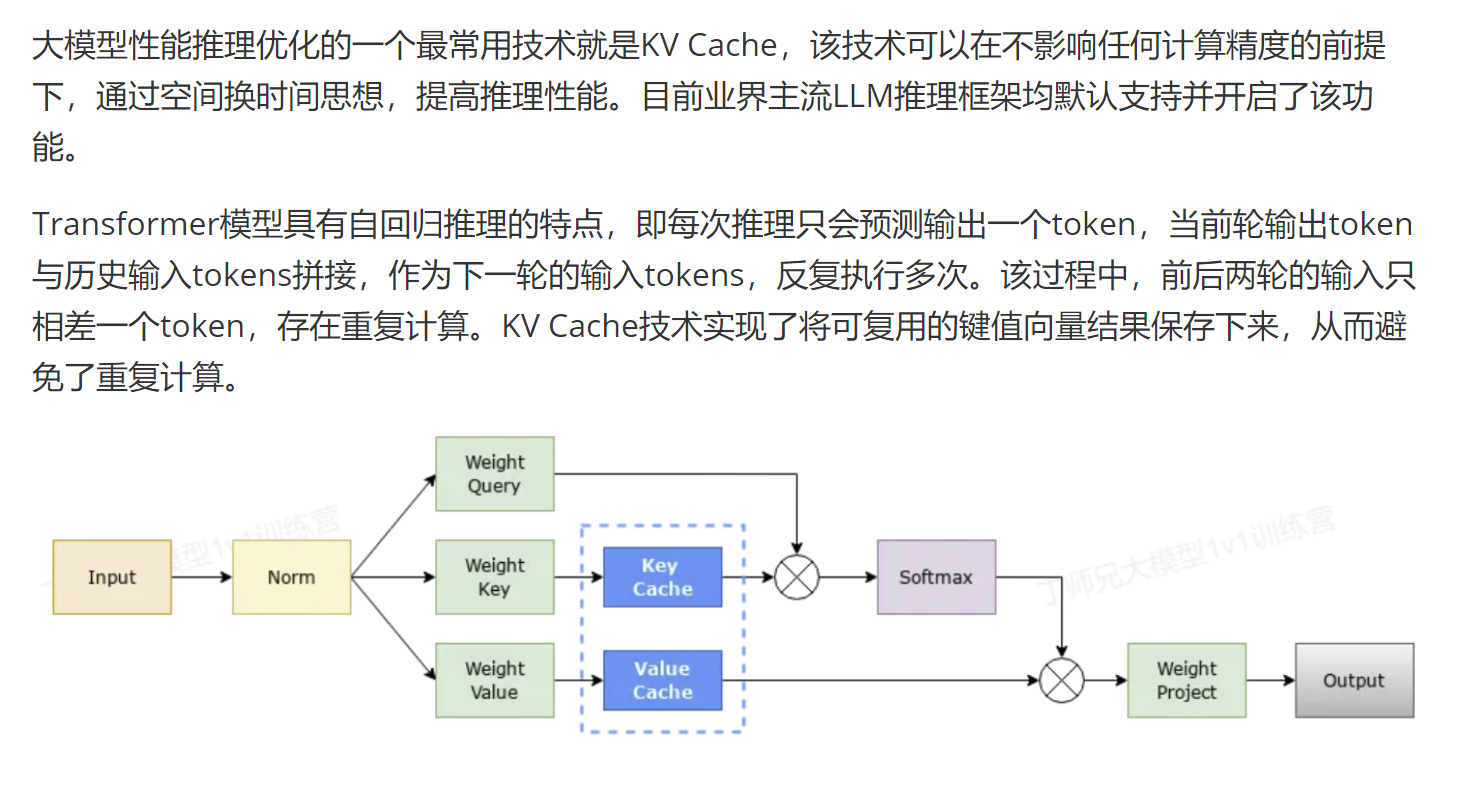 大模型性能推理优化的一个最常用技术就是KV Cache，该技术可以在不影响任何计算精度的前提
下，通过空间换时间思想，提高推理性能。目前业界主流LLM推理框架均默认支持并开启了该功
能。
Transformer模型具有自回归推理的特点，即每次推理只会预测输出一个token，当前轮输出token
与历史输入tokens拼接，作为下一轮的输入tokens，反复执行多次。该过程中，前后两轮的输入只
相差一个token，存在重复计算。KV Cache技术实现了将可复用的键值向量结果保存下来，从而避
免了重复计算。
Weight
Query
Input
Norm
Weight
Key
Key
Cache
Softmax
Weight
Value
Value
Cache
Weight
Project
Output
型1v1训练营
师兄大模型1v1训练营